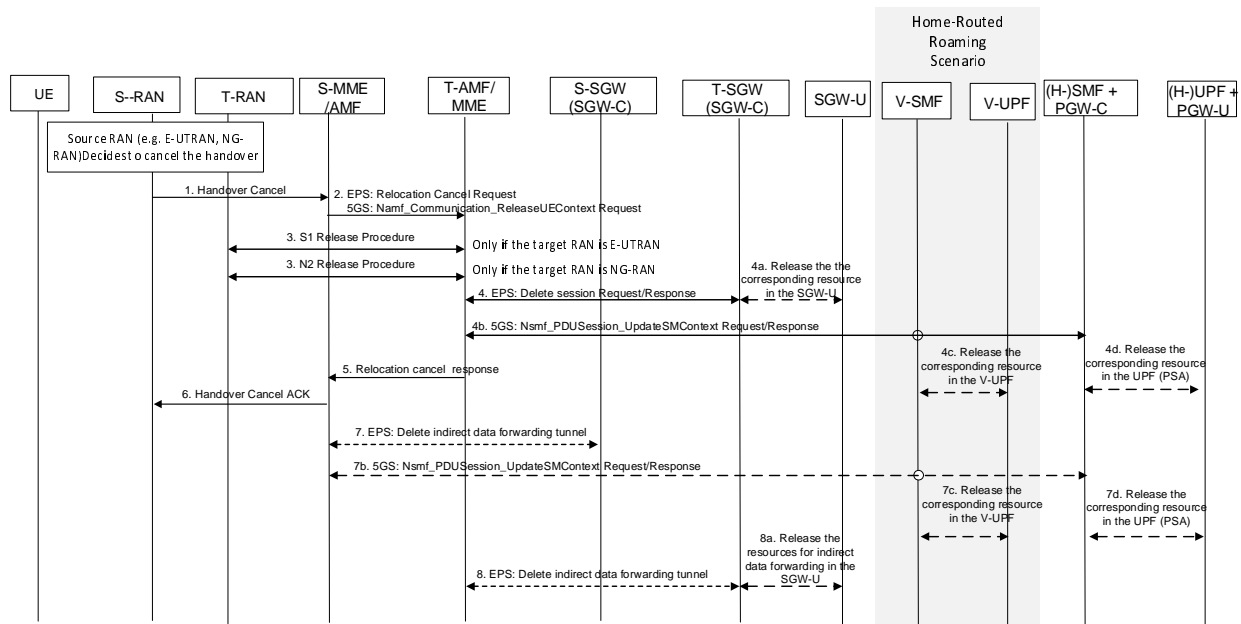 Home-Routed
Roaming
Scenario
UE
S--RAN
T-RAN
S-MME
/AMF
T-AMF/
MME
S-SGW
(SGW-C)
T-SGW
(SGW-C)
SGW-U
V-SMF
V-UPF
(H-)SMF +
PGW-C
(H-)UPF +
PGW-U
Source RAN (e.g. E-UTRAN, NG-
RAN)Decides to cancel the handover
1. Handover Cancel
2. EPS: Relocation Cancel Request
5GS: Namf_Communication_ReleaseUEContext Request
3. S1 Release Procedure
Only if the target RAN is E-UTRAN
3. N2 Release Procedure
Only if the target RAN is NG-RAN
4. EPS: Delete session Request/Response
4a. Release the the
corresponding resource
in the SGW-U
4b. 5GS: Nsmf_PDUSession_UpdateSMContext Request/Response
4c. Release the
corresponding resource
in the V-UPF
4d. Release the
corresponding resource
in the UPF (PSA)
5. Relocation cancel response
6. Handover Cancel ACK
7. EPS: Delete indirect data forwarding tunnel
7b. 5GS: Nsmf_PDUSession_UpdateSMContext Request/Response
7c. Release the
corresponding resource
in the V-UPF
7d. Release the
corresponding resource
in the UPF (PSA)
8a. Release the
resources for indirect
data forwarding in the
SGW-U
8. EPS: Delete indirect data forwarding tunnel